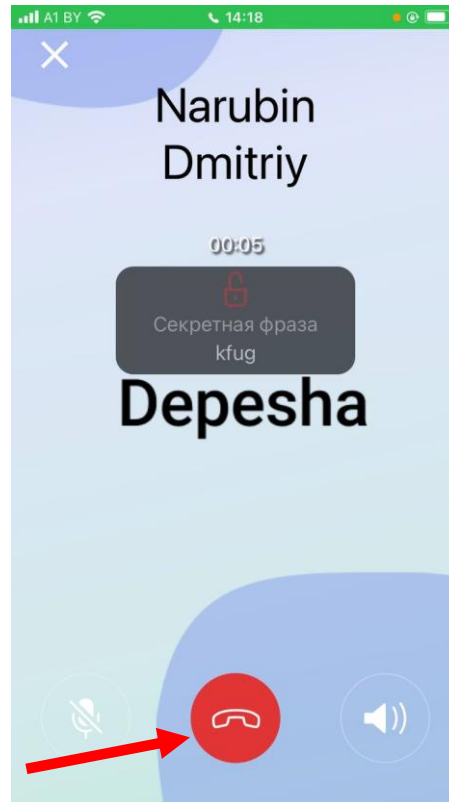 A1 BY 14:18
Narubin
Dmitriy
00:05
Секретная фраза
kfug
Depesha